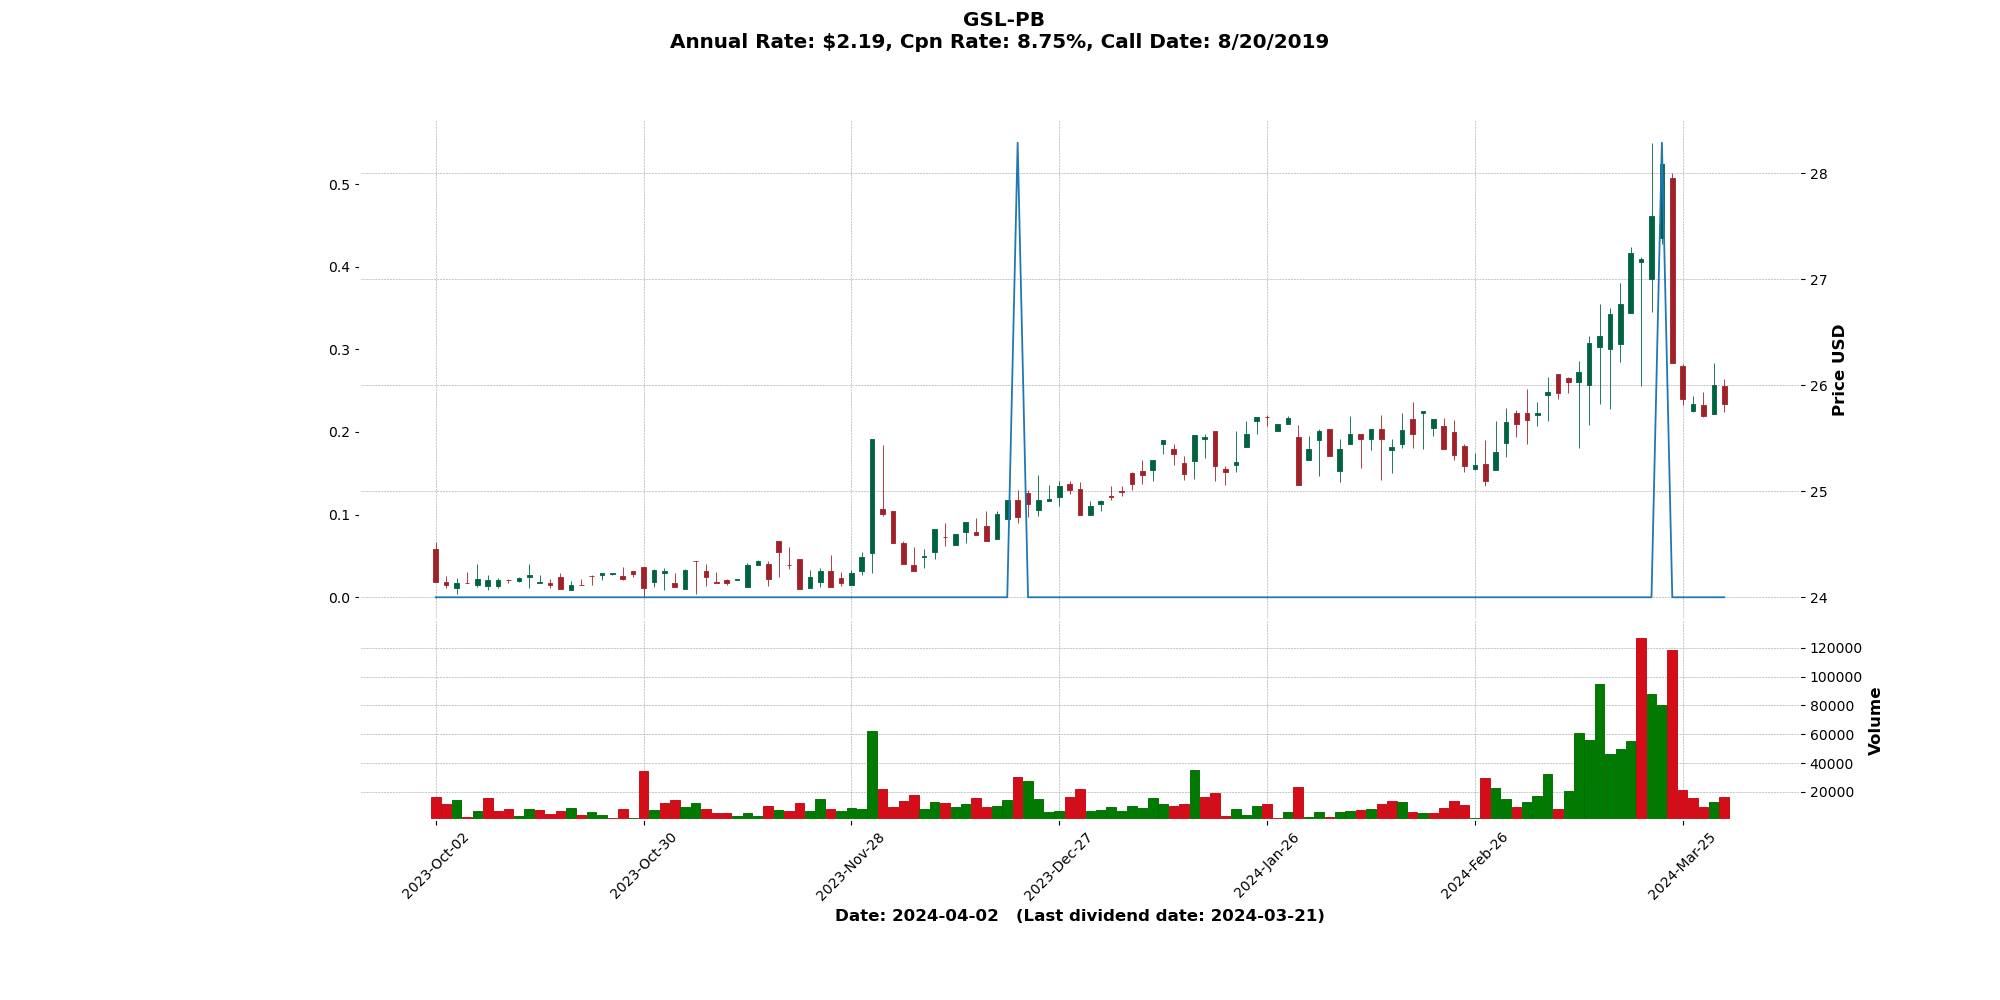 GSL-PB
Annual Rate: $2.19, Cpn Rate: 8.75%, Call Date: 8/20/2019
0.5
0.4
0.3
0.2
0.1
0.0
28
27
26
25
24
Price USD
120000
100000
80000
60000
40000
20000
Volume
2023-Oct-02
2023-Oct-30
2023-Nov-28
2023-Dec-27
2024-Jan-26
2024-Feb-26
2024-Mar-25
Date: 2024-04-02   (Last dividend date: 2024-03-21)